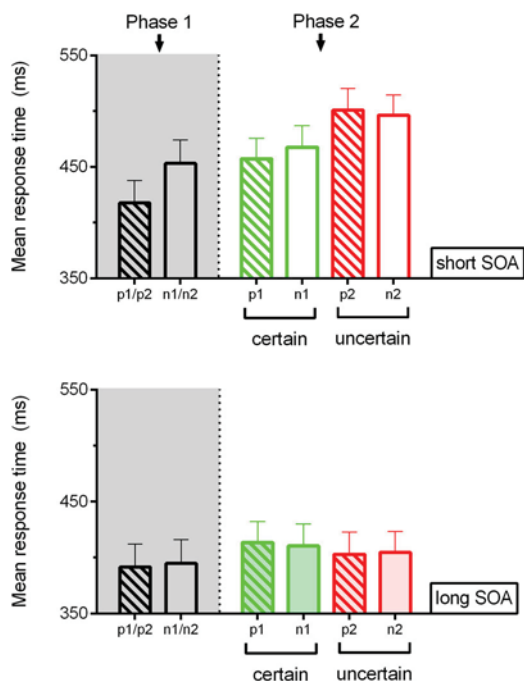 Phase 1 Phase 2
Mean response time (ms)
550
450
350
p1/p2 n1/n2 p1 n1 p2 n2
short SOA
certain uncertain
Mean response time (ms)
550
450
350
p1/p2 n1/n2 p1 n1 p2 n2
long SOA
certain uncertain